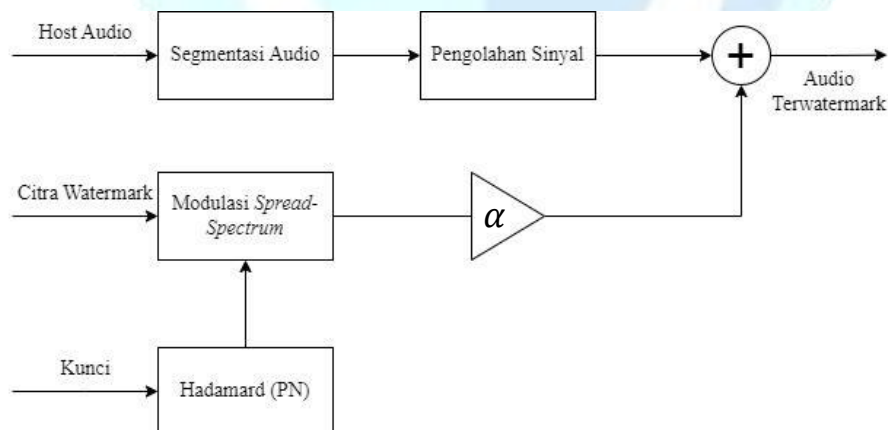 Host Audio
Segmentasi Audio
Pengolahan Sinyal
+
Audio
Terwatermark
Citra Watermark
Modulasi Spread-
Spectrum
α
Kunci
Hadamard (PN)